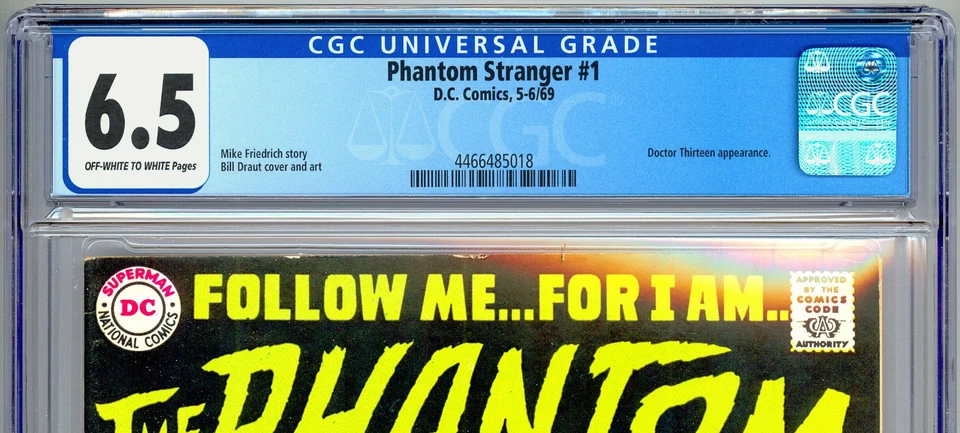 CGC UNIVERSAL GRADE
6.5
OFF-WHITE TO WHITE Pages
Phantom Stranger #1
D.C. Comics, 5-6/69
CGC®
Mike Friedrich story
Bill Draut cover and art
4466485018
Doctor Thirteen appearance.
CGC
SUPERMAN
DC
NATIONAL COMICS
FOLLOW ME...FOR I AM...
APPROVED
BY THE
COMICS
CODE
AUTHORITY
THE PHANTOM